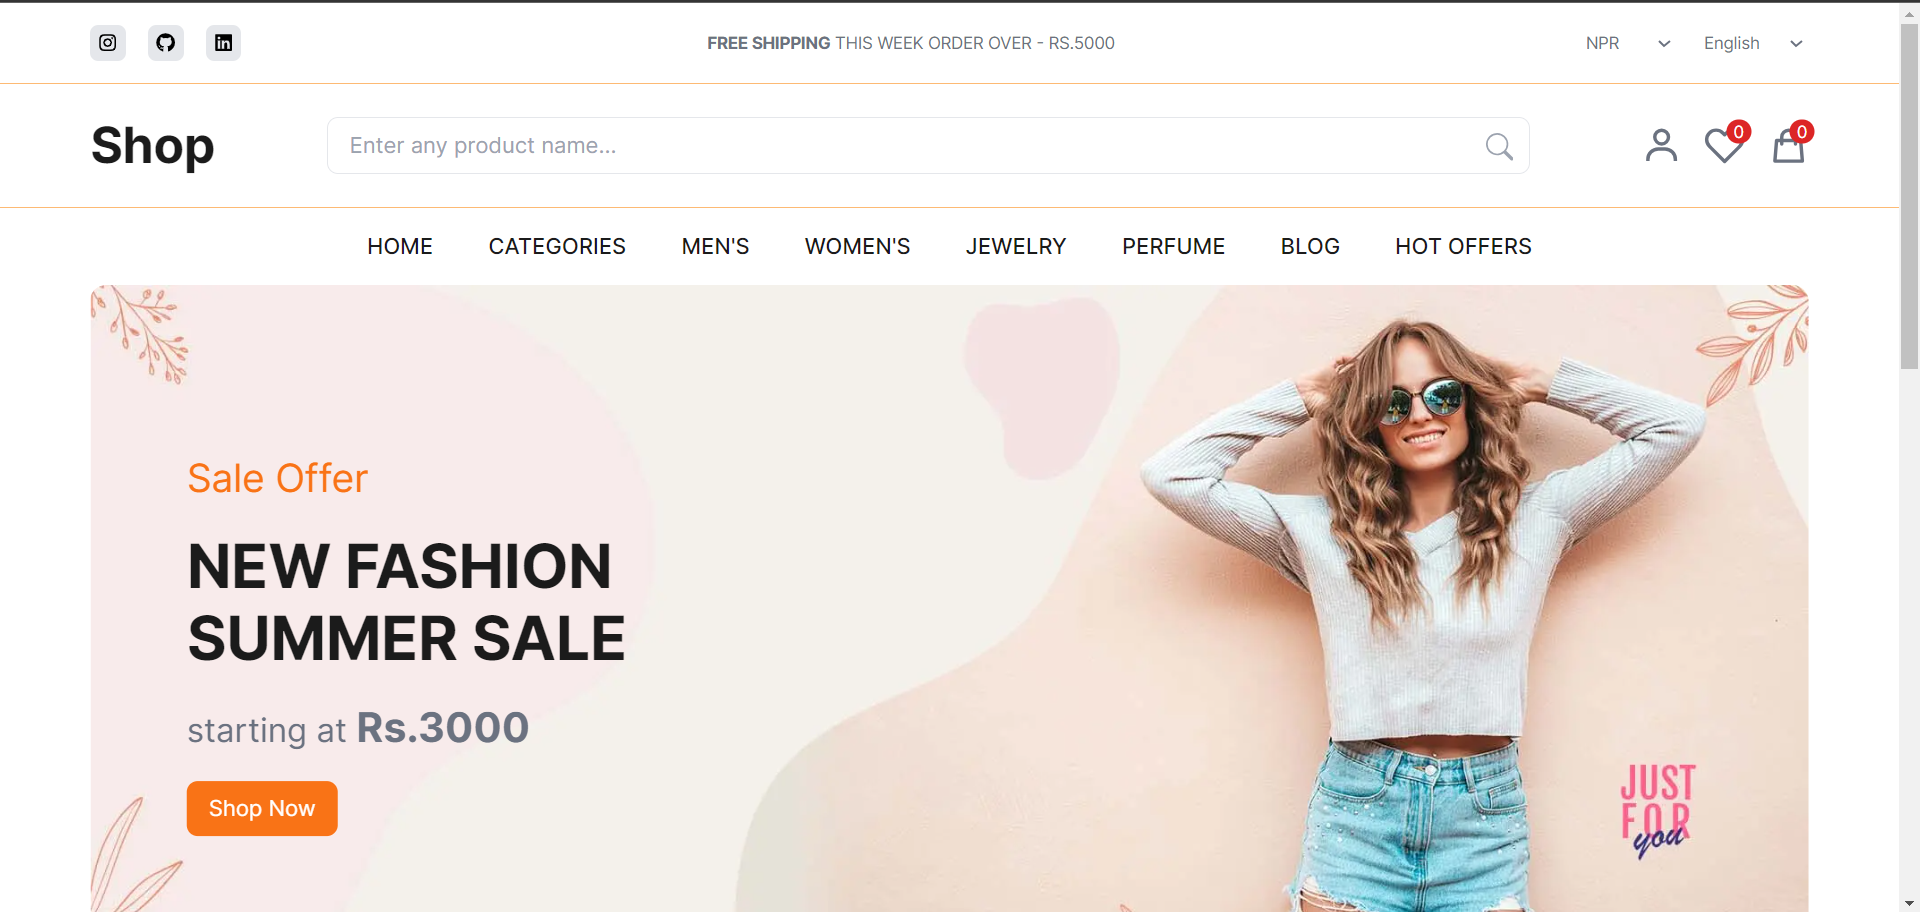 FREE SHIPPING THIS WEEK ORDER OVER - RS.5000
NPR
English
Shop
Enter any product name...
0
0
HOME
CATEGORIES
MEN'S
WOMEN'S
JEWELRY
PERFUME
BLOG
HOT OFFERS
Sale Offer
NEW FASHION
SUMMER SALE
starting at Rs.3000
Shop Now
JUST
FOR
you